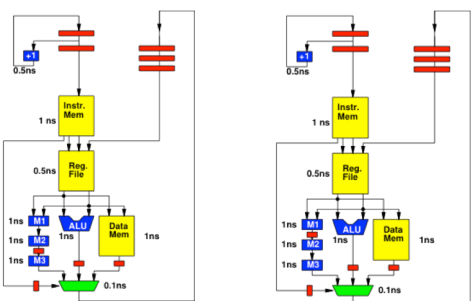 +1
0.5ns
Instr.
Mem
1 ns
0.5ns
Reg.
File
1ns
M1
ALU
Data
Mem
1ns
1ns
M2
1ns
1ns
M3
0.1ns
+1
0.5ns
Instr.
Mem
1 ns
0.5ns
Reg.
File
1ns
M1
ALU
Data
Mem
1ns
1ns
M2
1ns
1ns
M3
0.1ns